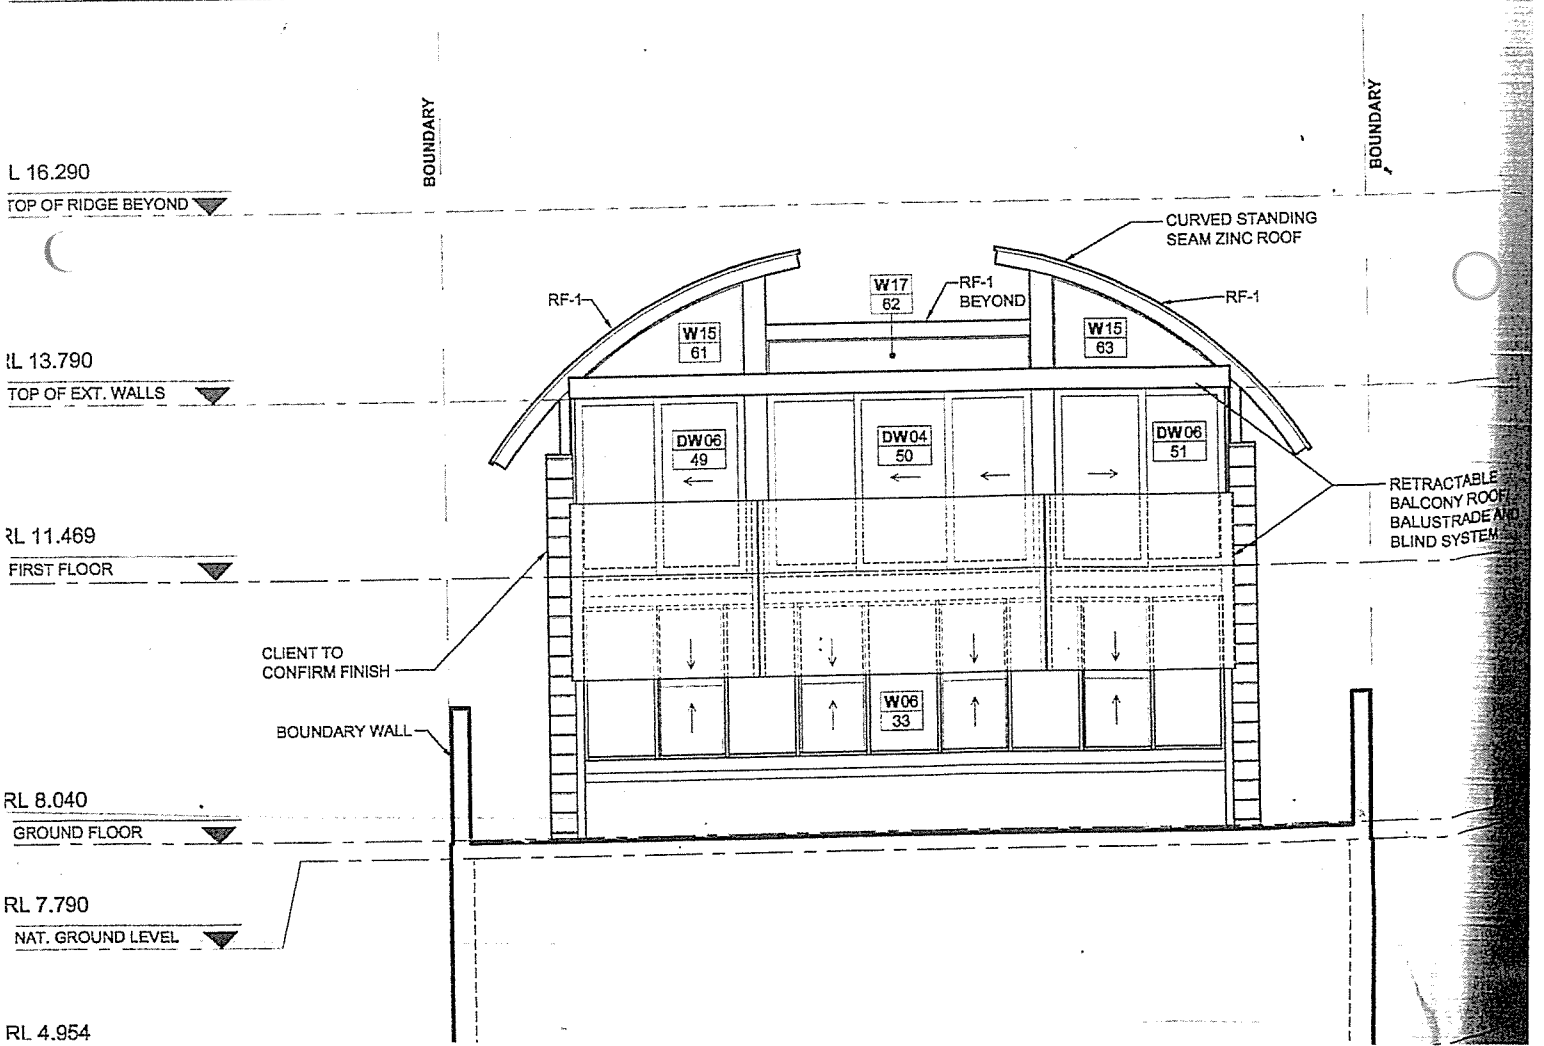 BOUNDARY
BOUNDARY
L 16.290
TOP OF RIDGE BEYOND
CURVED STANDING
SEAM ZINC ROOF
W17
62
RF-1
BEYOND
RF-1
RF-1
W15
61
W15
63
RL 13.790
TOP OF EXT. WALLS
DW06
49
DW04
50
DW06
51
RETRACTABLE
BALCONY ROOF/
BALUSTRADE AND
BLIND SYSTEM
RL 11.469
FIRST FLOOR
CLIENT TO
CONFIRM FINISH
W06
33
BOUNDARY WALL
RL 8.040
GROUND FLOOR
RL 7.790
NAT. GROUND LEVEL
RL 4.954